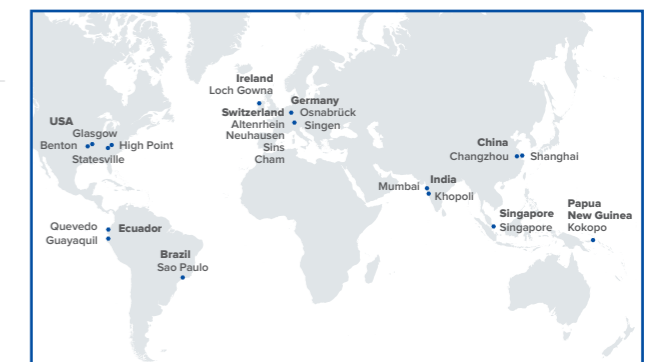 Ireland
Loch Gowna
Germany
Osnabrück
Singen
Switzerland
Altenrhein
Neuhausen
Sins
Cham
USA
Glasgow
Benton
High Point
Statesville
China
Changzhou
Shanghai
India
Mumbai
Khopoli
Singapore
Singapore
Papua
New Guinea
Kokopo
Quevedo
Ecuador
Guayaquil
Brazil
Sao Paulo